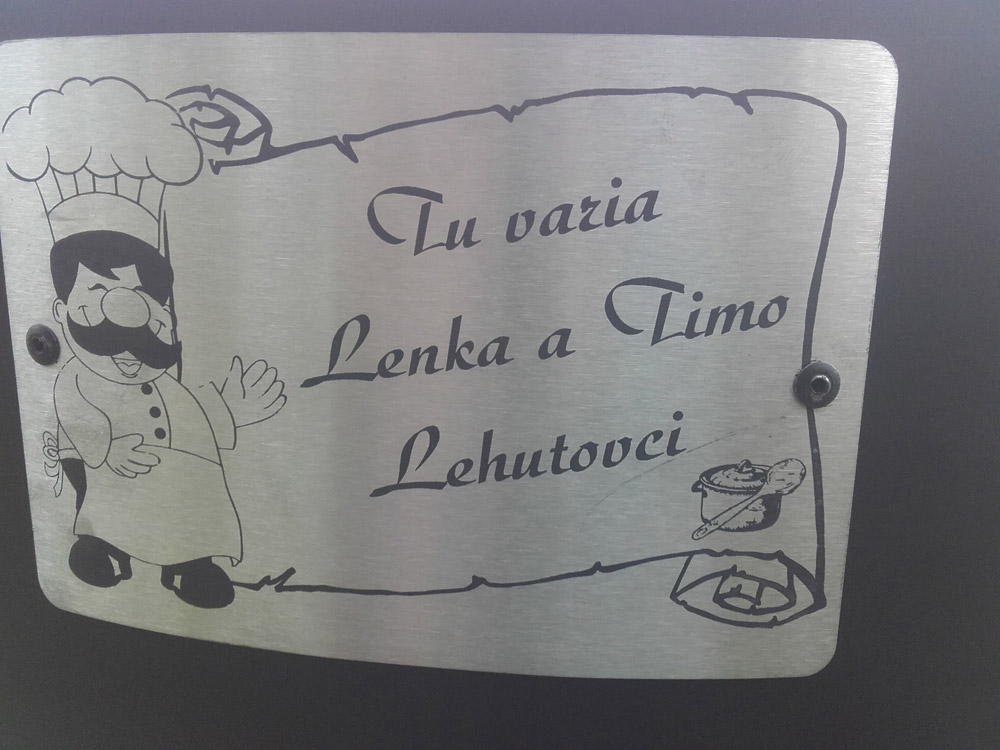 Tu varia
Lenka a Timo
Lehutovci